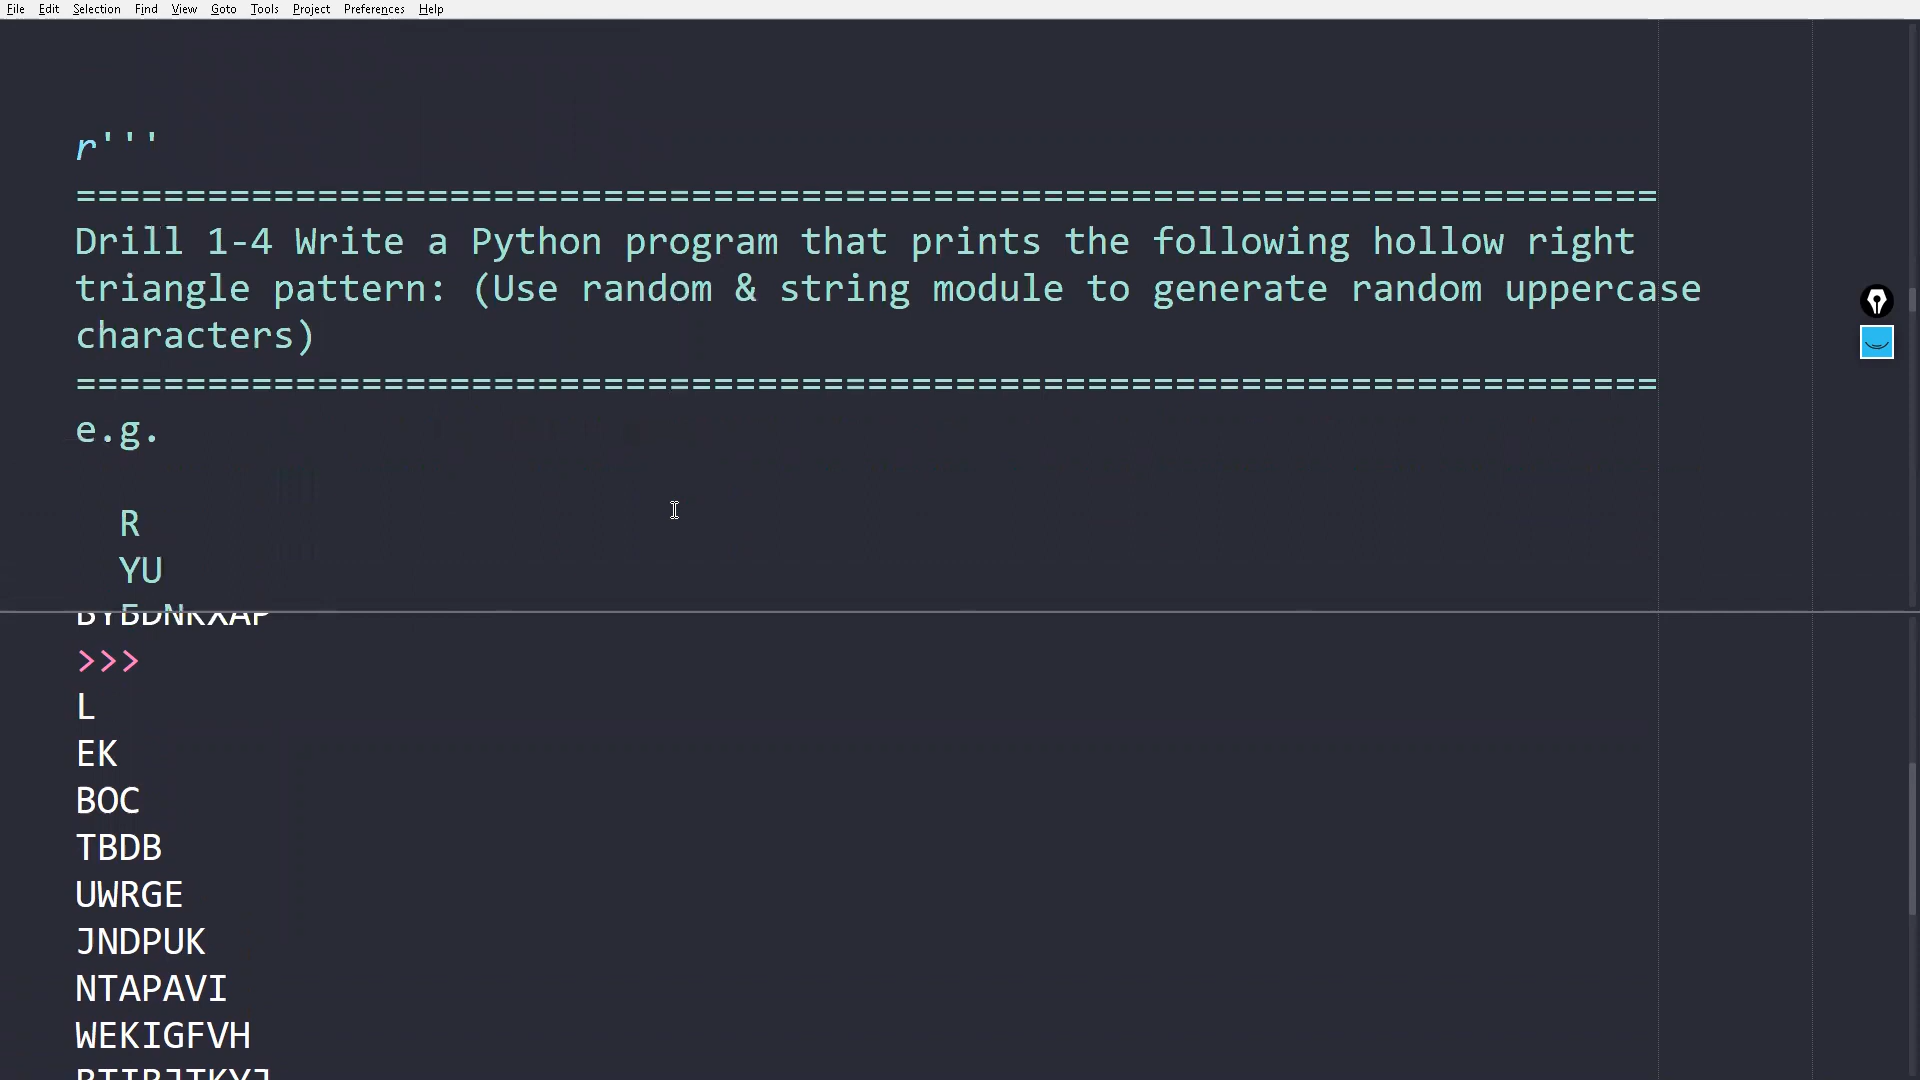 File Edit Selection Find View Goto Tools Project Preferences Help
r'''
========================================================================
Drill 1-4 Write a Python program that prints the following hollow right
triangle pattern: (Use random & string module to generate random uppercase
characters)
========================================================================
e.g.
R
YU
>>>
L
EK
BOC
TBDB
UWRGE
JNDPUK
NTAPAVI
WEKIGFVH